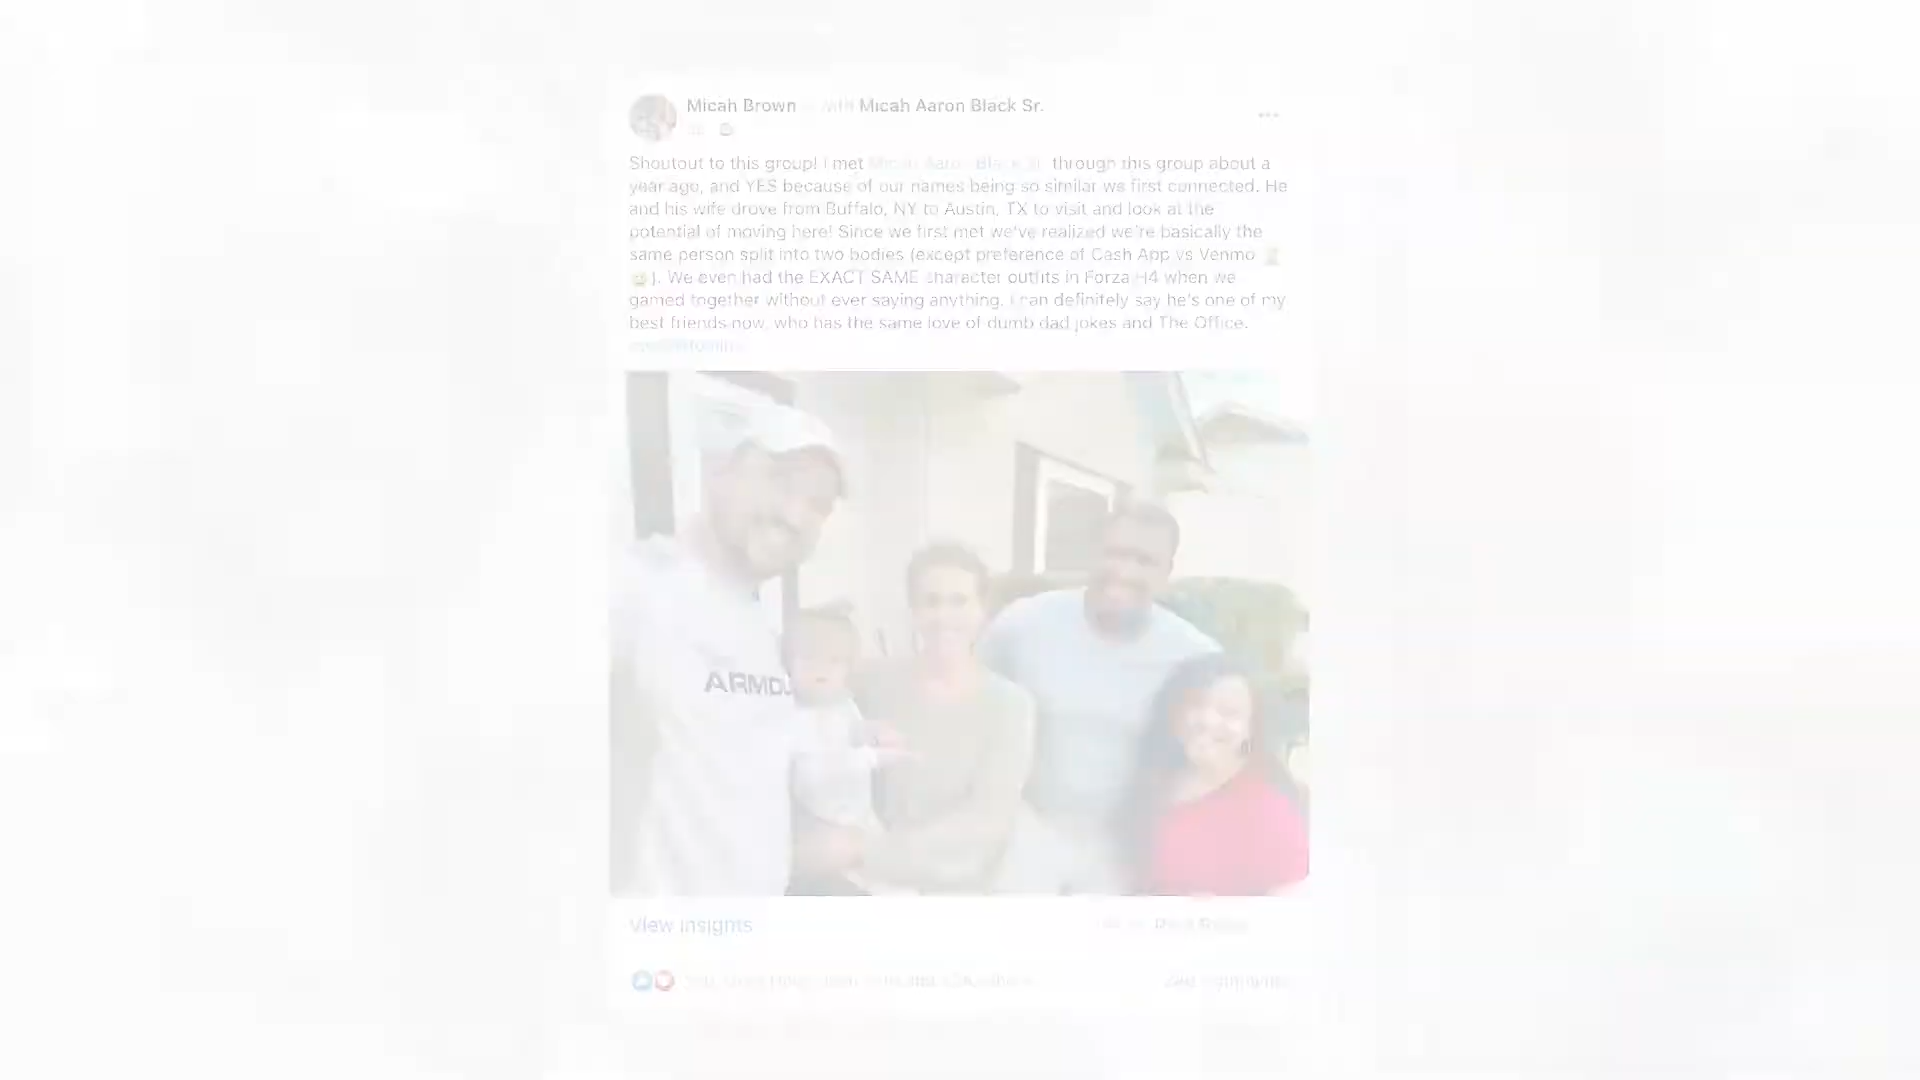 Micah Brown with Micah Aaron Black Sr.
Shoutout to this group! I met Micah Aaron Black Sr. through this group about a
year ago, and YES because of our names being so similar we first connected. He
and his wife drove from Buffalo, NY to Austin, TX to visit and look at the
potential of moving here! Since we first met we've realized we're basically the
same person split into two bodies (except preference of Cash App vs Venmo
). We even had the EXACT SAME character outfits in Forza H4 when we
gamed together without ever saying anything. I can definitely say he's one of my
best friends now, who has the same love of dumb dad jokes and The Office.
ARMOU
View insights